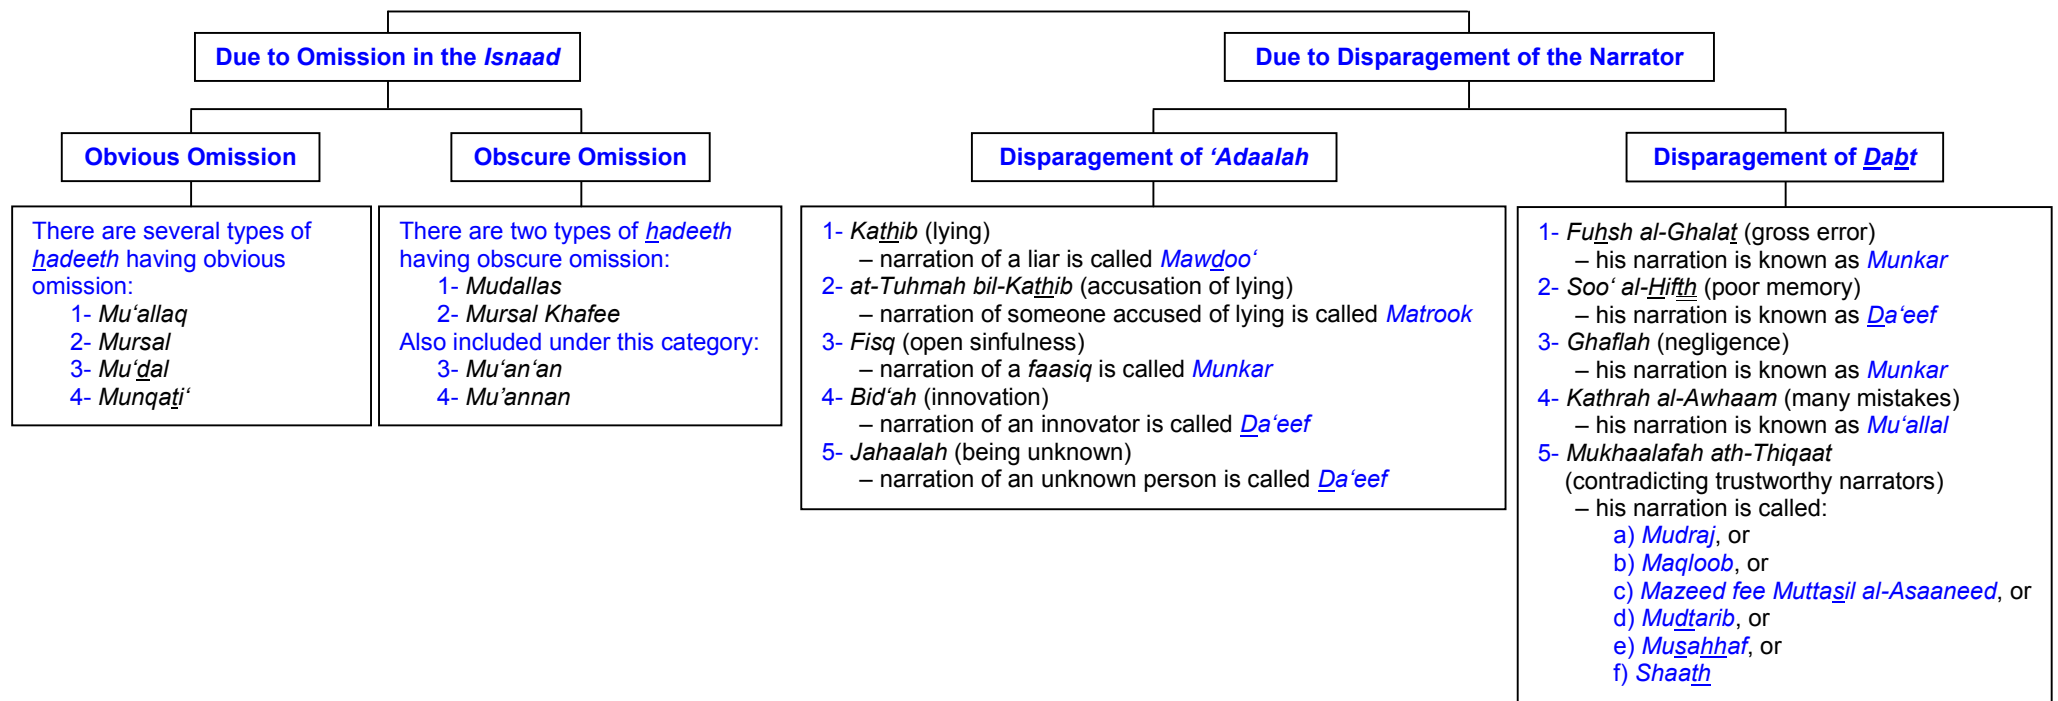 Due to Omission in the Isnaad
Due to Disparagement of the Narrator
Obvious Omission
Obscure Omission
Disparagement of ‘Adaalah
Disparagement of Dabt
There are several types of
hadeeth having obvious
omission:
1- Mu‘allaq
2- Mursal
3- Mu‘dal
4- Munqati‘
There are two types of hadeeth
having obscure omission:
1- Mudallas
2- Mursal Khafee
Also included under this category:
3- Mu‘an‘an
4- Mu’annan
1- Kathib (lying)
– narration of a liar is called Mawdoo‘
2- at-Tuhmah bil-Kathib (accusation of lying)
– narration of someone accused of lying is called Matrook
3- Fisq (open sinfulness)
– narration of a faasiq is called Munkar
4- Bid‘ah (innovation)
– narration of an innovator is called Da‘eef
5- Jahaalah (being unknown)
– narration of an unknown person is called Da‘eef
1- Fuhsh al-Ghalat (gross error)
– his narration is known as Munkar
2- Soo‘ al-Hifth (poor memory)
– his narration is known as Da‘eef
3- Ghaflah (negligence)
– his narration is known as Munkar
4- Kathrah al-Awhaam (many mistakes)
– his narration is known as Mu‘allal
5- Mukhaalafah ath-Thiqaat
(contradicting trustworthy narrators)
– his narration is called:
a) Mudraj, or
b) Maqloob, or
c) Mazeed fee Muttasil al-Asaaneed, or
d) Mudtarib, or
e) Musahhaf, or
f) Shaath